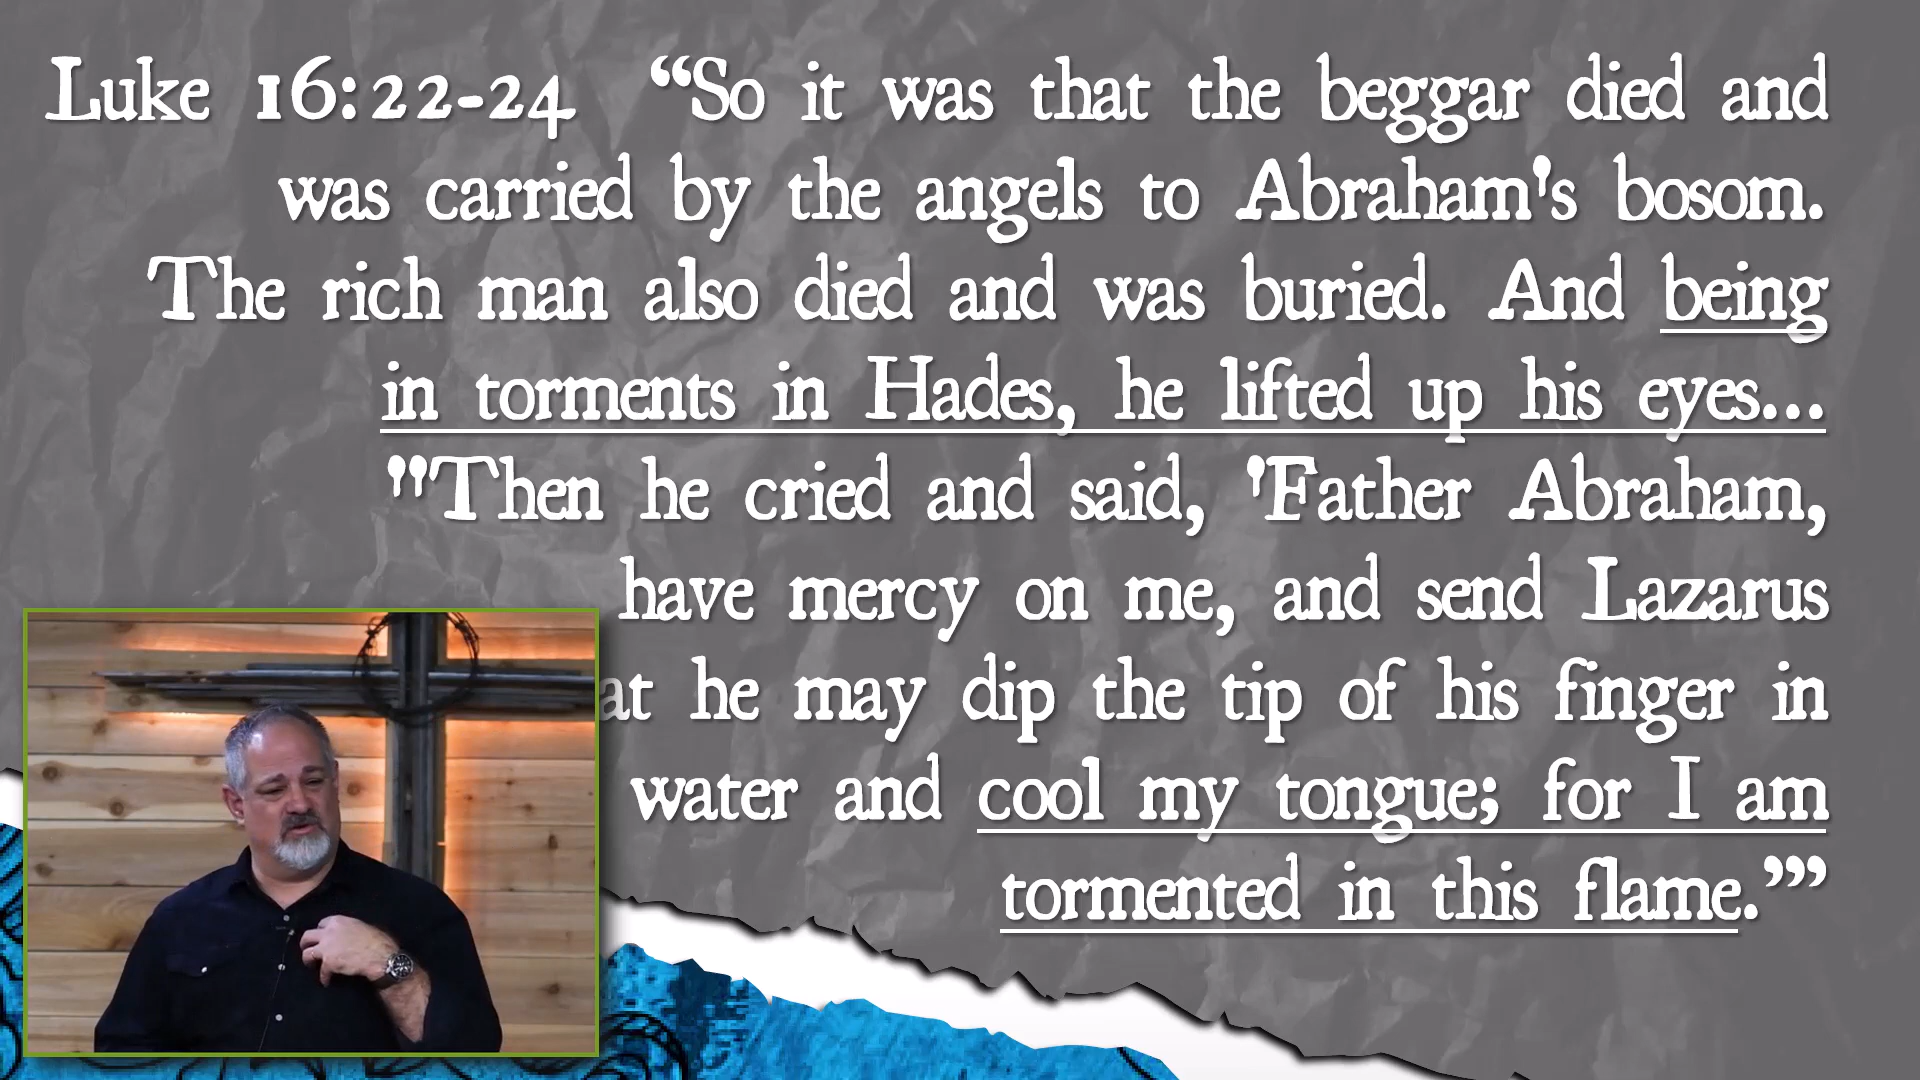 Luke 16:22-24 “So it was that the beggar died and
was carried by the angels to Abraham's bosom.
The rich man also died and was buried. And being
in torments in Hades, he lifted up his eyes...
"Then he cried and said, 'Father Abraham,
have mercy on me, and send Lazarus
he may dip the tip of his finger in
water and cool my tongue; for I am
tormented in this flame.’”